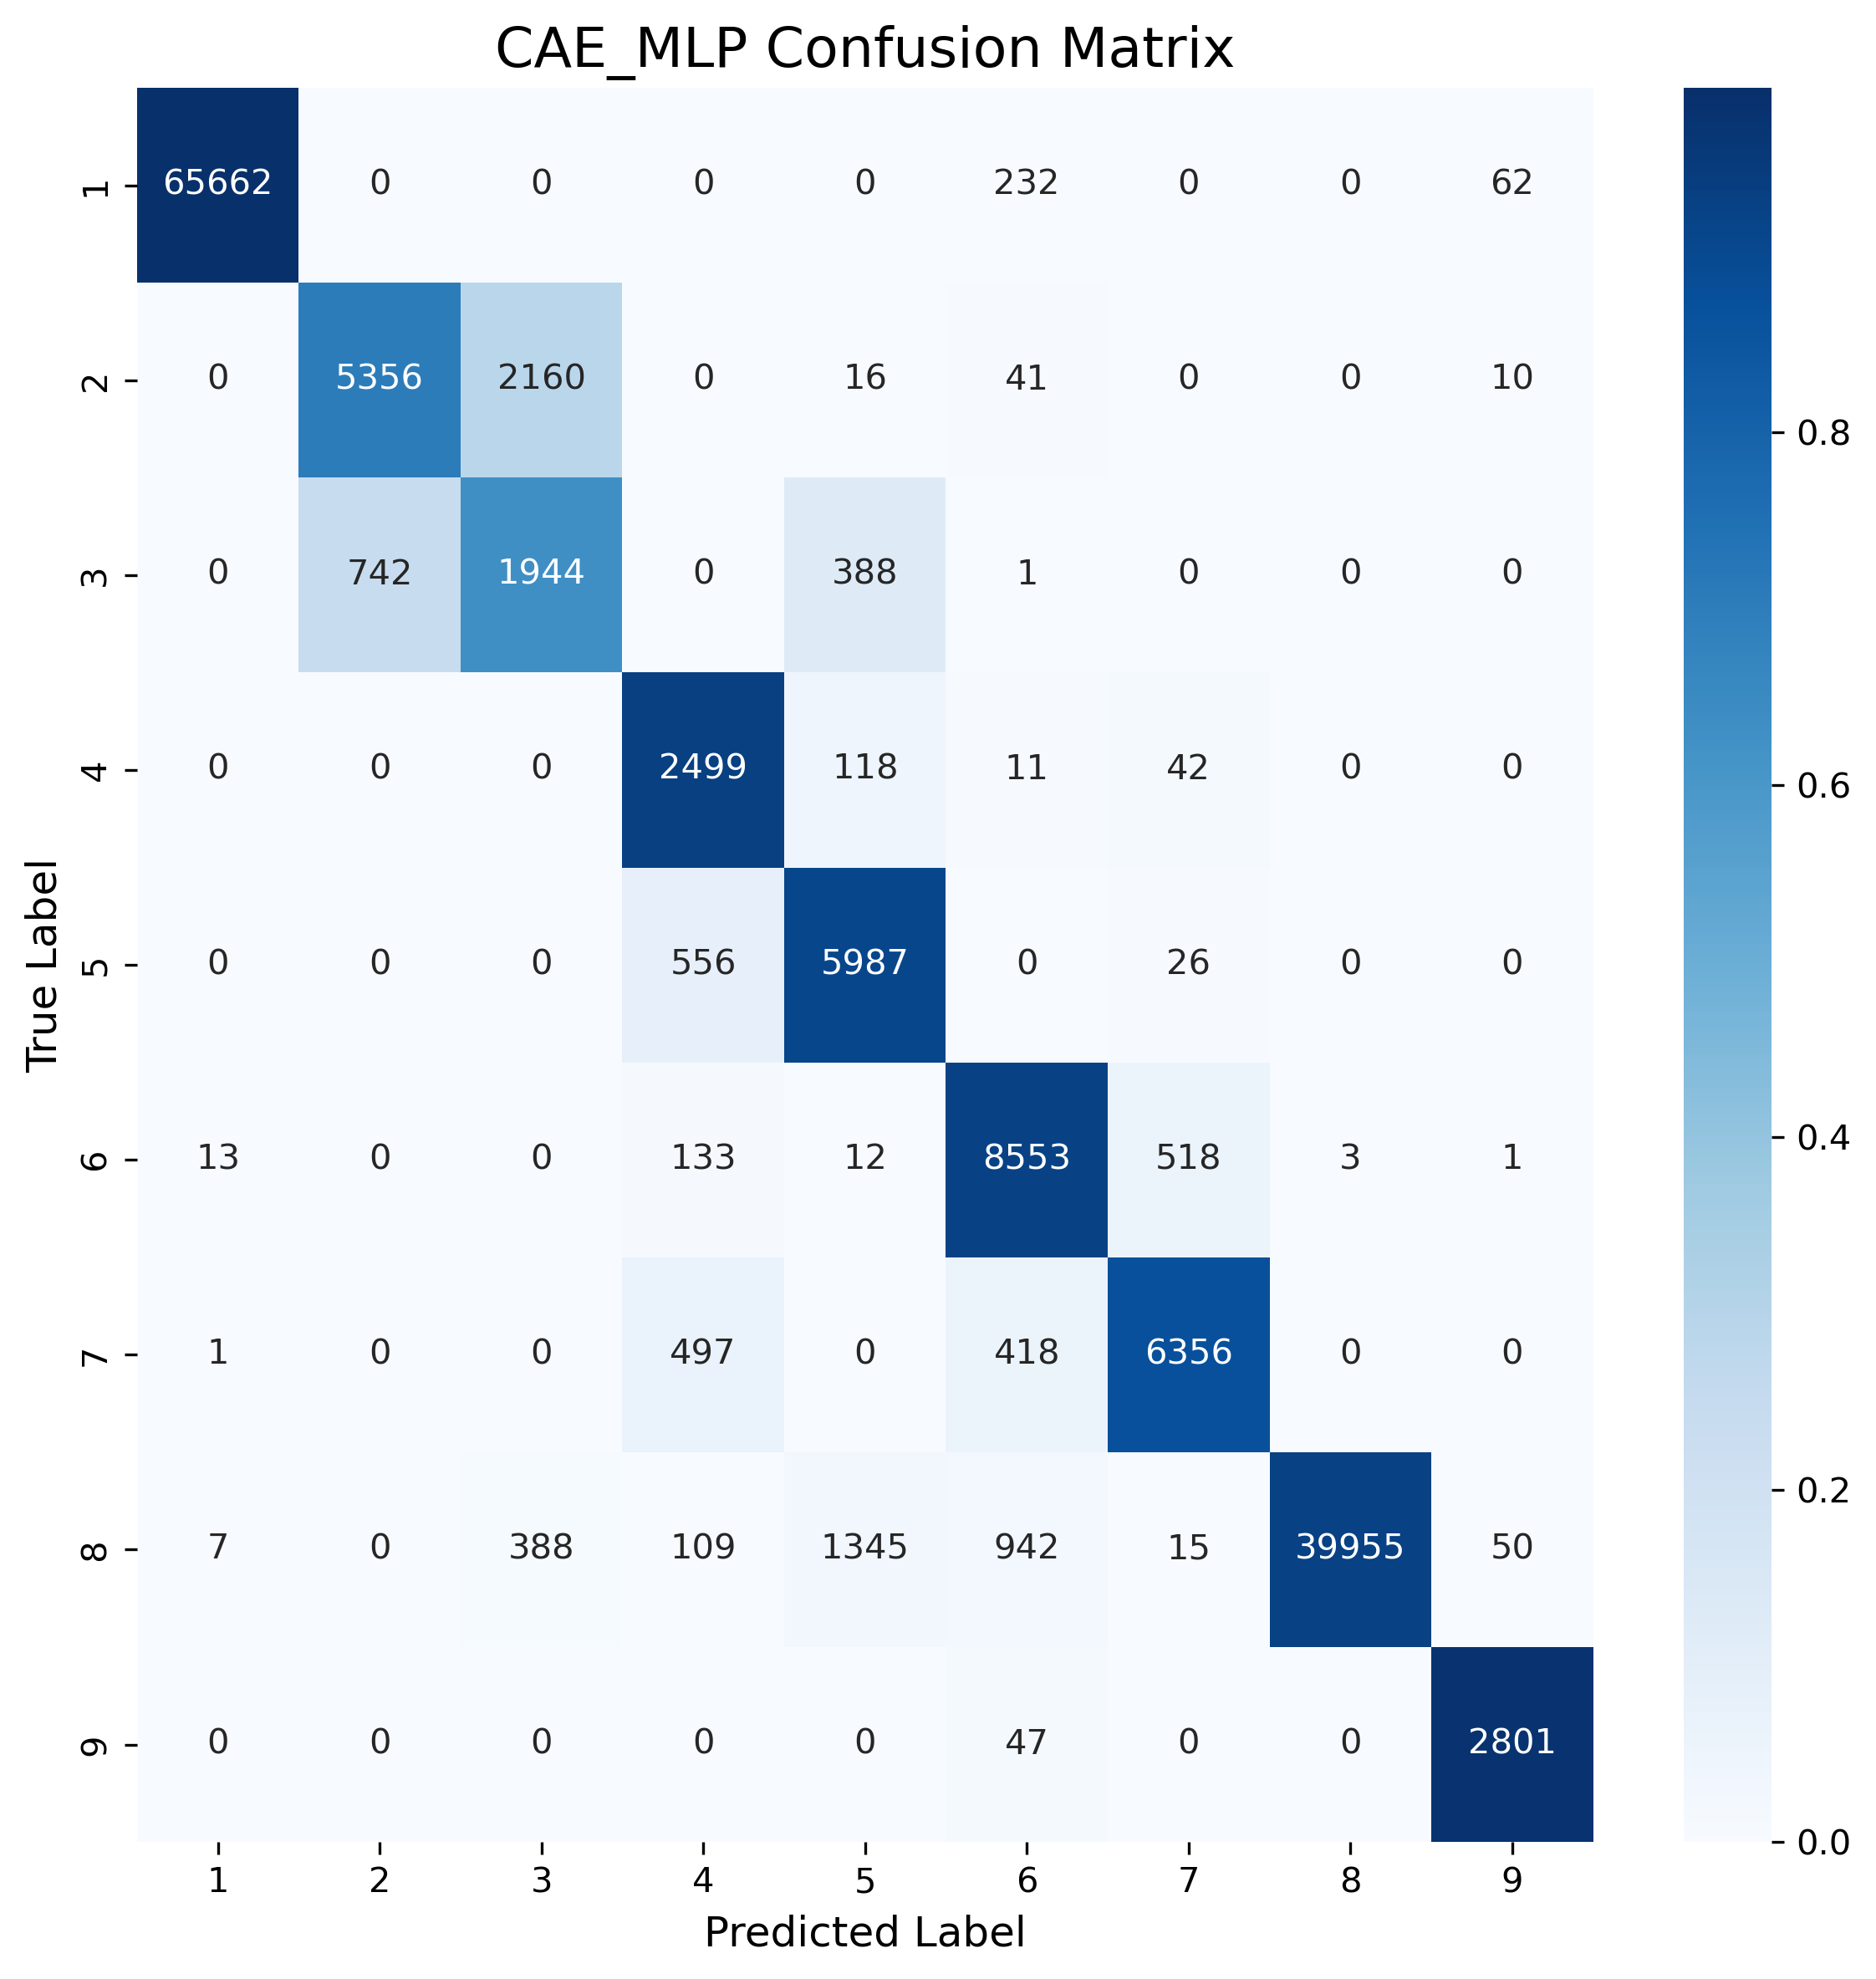 CAE_MLP Confusion Matrix
1 65662 0 0 0 0 232 0 0 62
2 0 5356 2160 0 16 41 0 0 10
0.8
3 0 742 1944 0 388 1 0 0 0
4 0 0 0 2499 118 11 42 0 0
0.6
True Label
5 0 0 0 556 5987 0 26 0 0
6 13 0 0 133 12 8553 518 3 1
0.4
7 1 0 0 497 0 418 6356 0 0
0.2
8 7 0 388 109 1345 942 15 39955 50
9 0 0 0 0 0 47 0 0 2801
0.0
1 2 3 4 5 6 7 8 9
Predicted Label